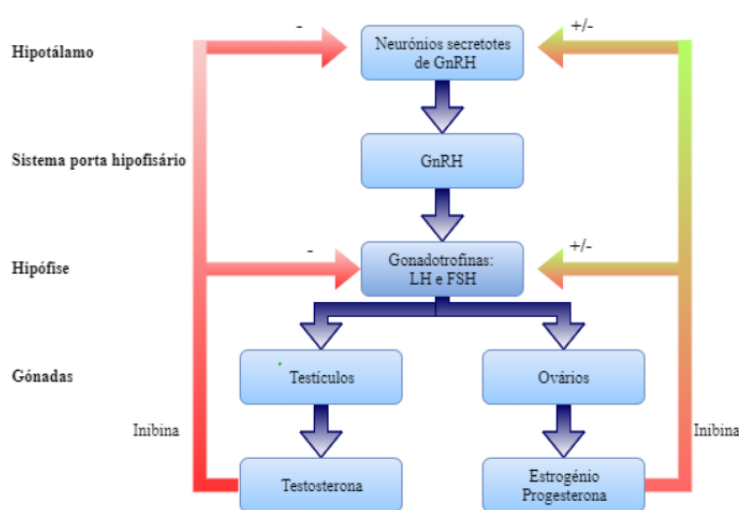 -
+/-
Hipotálamo
Neurónios secretotes
de GnRH
Sistema porta hipofisário
GnRH
-
+/-
Hipófise
Gonadotrofinas:
LH e FSH
Gónadas
Testículos
Ovários
Inibina
Inibina
Testosterona
Estrogénio
Progesterona